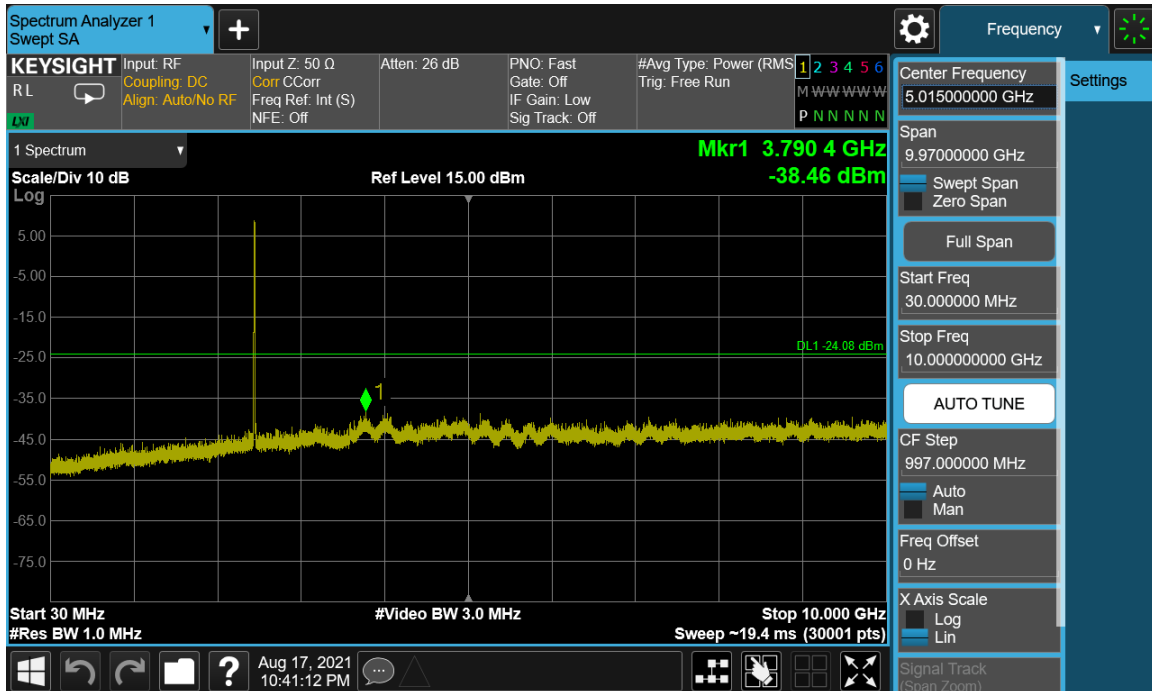 Spectrum Analyzer 1
Swept SA
+
Frequency
KEYSIGHT
R L
LXI
Input: RF
Coupling: DC
Align: Auto/No RF
Input Z: 50 Ω
Corr CCorr
Freq Ref: Int (S)
NFE: Off
Atten: 26 dB
PNO: Fast
Gate: Off
IF Gain: Low
Sig Track: Off
#Avg Type: Power (RMS
Trig: Free Run
1 2 3 4 5 6
M W W W W W
P N N N N N
1 Spectrum
Scale/Div 10 dB
Log
Ref Level 15.00 dBm
Mkr1 3.790 4 GHz
-38.46 dBm
5.00
-5.00
-15.0
-25.0
-35.0
-45.0
-55.0
-65.0
-75.0
DL1 -24.08 dBm
1
Start 30 MHz
#Res BW 1.0 MHz
#Video BW 3.0 MHz
Stop 10.000 GHz
Sweep ~19.4 ms (30001 pts)
?
Aug 17, 2021
10:41:12 PM
Center Frequency
5.015000000 GHz
Settings
Span
9.97000000 GHz
Swept Span
Zero Span
Full Span
Start Freq
30.000000 MHz
Stop Freq
10.000000000 GHz
AUTO TUNE
CF Step
997.000000 MHz
Auto
Man
Freq Offset
0 Hz
X Axis Scale
Log
Lin
Signal Track
(Span Zoom)